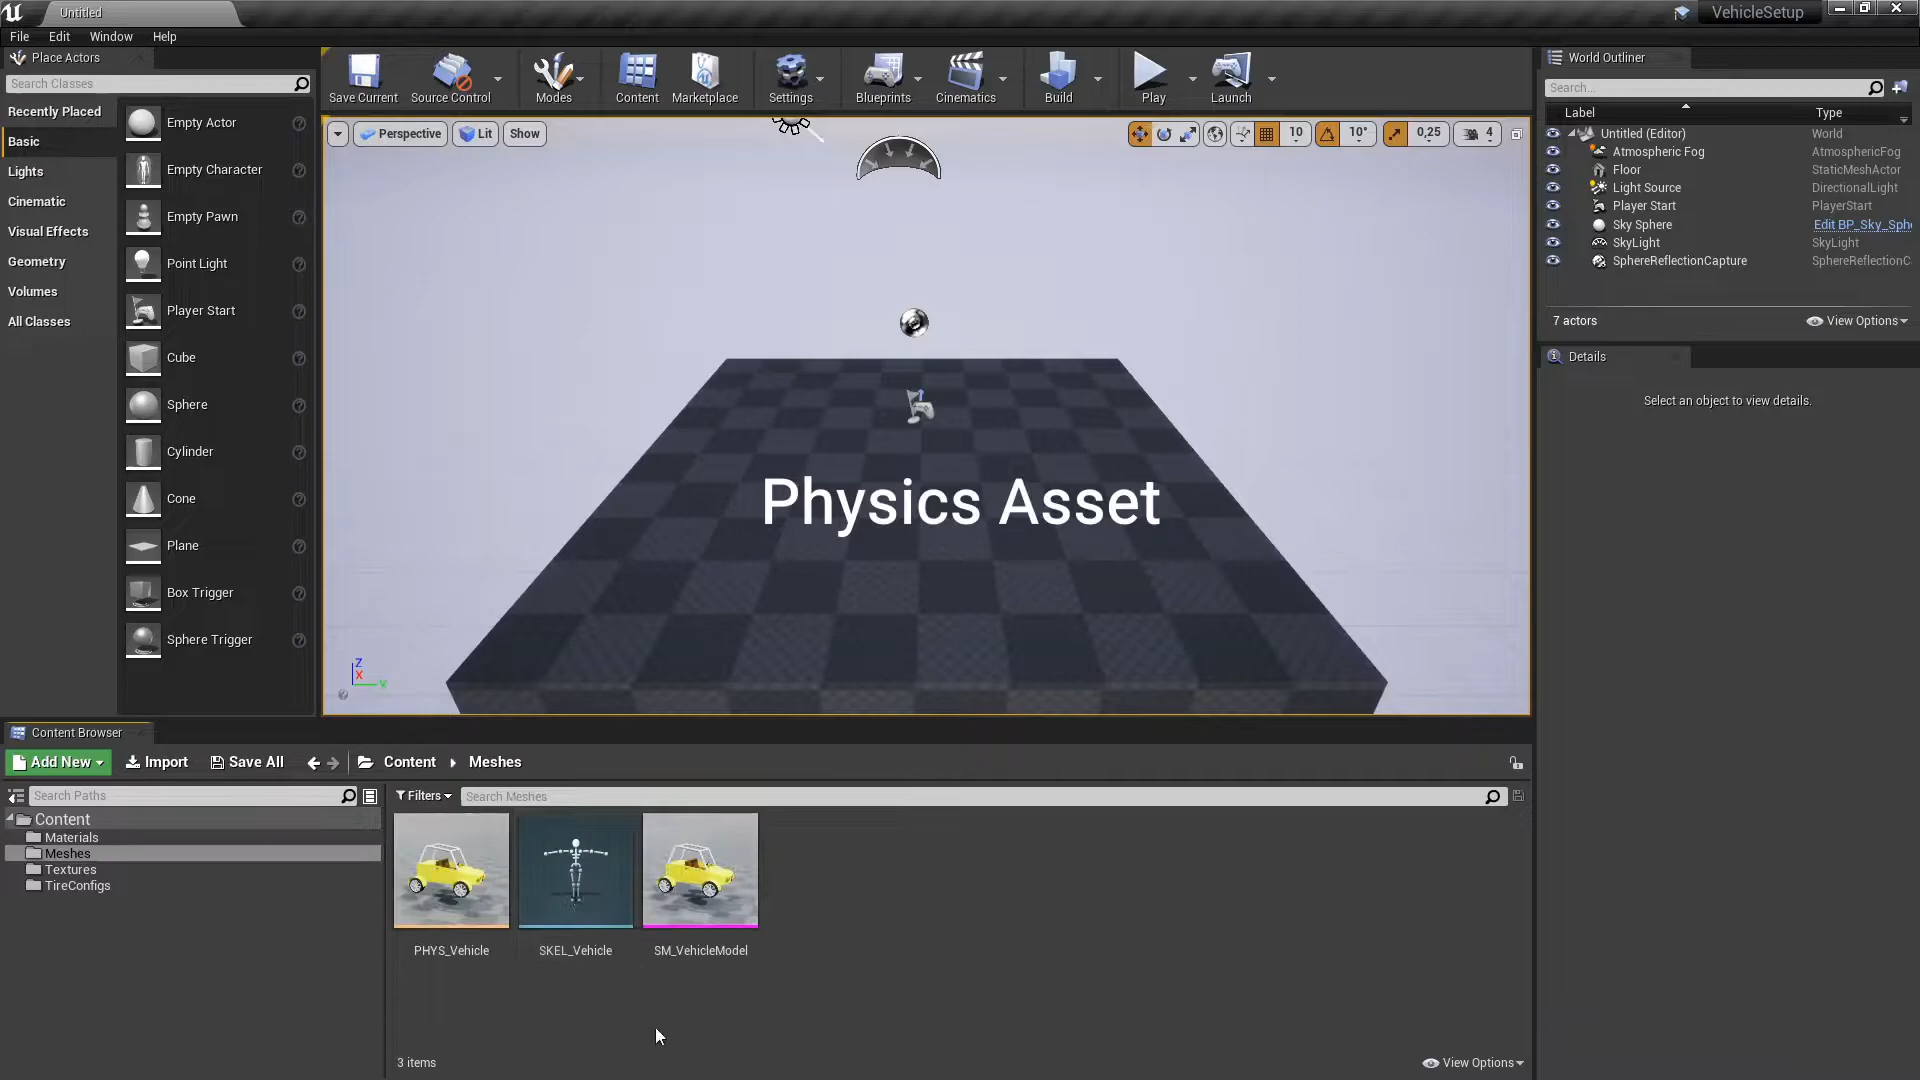 Untitled
VehicleSetup
File Edit Window Help
Place Actors
Search Classes
Recently Placed
Basic
Lights
Cinematic
Visual Effects
Geometry
Volumes
All Classes
Empty Actor
Empty Character
Empty Pawn
Point Light
Player Start
Cube
Sphere
Cylinder
Cone
Plane
Box Trigger
Sphere Trigger
Save Current Source Control Modes Content Marketplace Settings Blueprints Cinematics Build Play Launch
Perspective Lit Show
10 10° 0,25 4
Physics Asset
Z
X
Y
World Outliner
Search...
Label Type
Untitled (Editor) World
Atmospheric Fog AtmosphericFog
Floor StaticMeshActor
Light Source DirectionalLight
Player Start PlayerStart
Sky Sphere Edit BP_Sky_Sph
SkyLight SkyLight
SphereReflectionCapture SphereReflectionC
7 actors View Options
Details
Select an object to view details.
Content Browser
Add New Import Save All Content Meshes
Search Paths
Content
Materials
Meshes
Textures
TireConfigs
Filters Search Meshes
PHYS_Vehicle SKEL_Vehicle SM_VehicleModel
3 items View Options